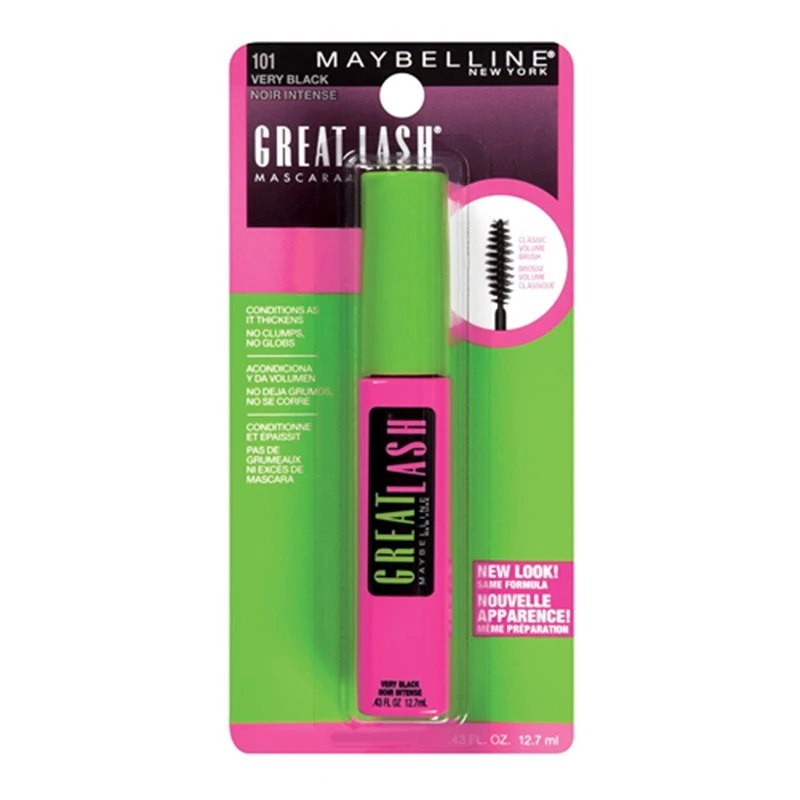 101
VERY BLACK
NOIR INTENSE
MAYBELLINE®
NEW YORK
GREAT LASH®
MASCARA
CLASSIC
VOLUME
BRUSH
BROSSE
VOLUME
CLASSIQUE
CONDITIONS AS
IT THICKENS
NO CLUMPS,
NO GLOBS
ACONDICIONA
Y DA VOLUMEN
NO DEJA GRUMOS,
NO SE CORRE
CONDITIONNE
ET ÉPAISSIT
PAS DE
GRUMEAUX
NI EXCÈS DE
MASCARA
GREAT LASH®
MAYBELLINE
NEW YORK
NEW LOOK!
SAME FORMULA
NOUVELLE
APPARENCE!
MÊME PRÉPARATION
VERY BLACK
NOIR INTENSE
.43 FL. OZ. 12.7mL
.43 FL. OZ. 12.7 ml